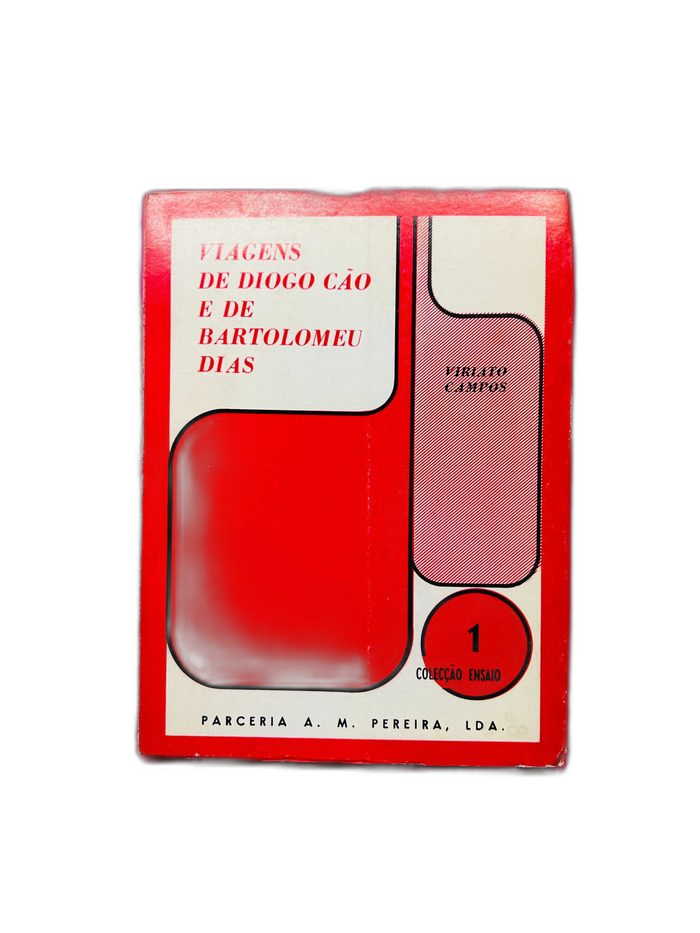 VIAGENS
DE DIOGO CÃO
E DE
BARTOLOMEU
DIAS
VIRIATO
CAMPOS
1
COLECÇÃO ENSAIO
PARCERIA A. M. PEREIRA, LDA.